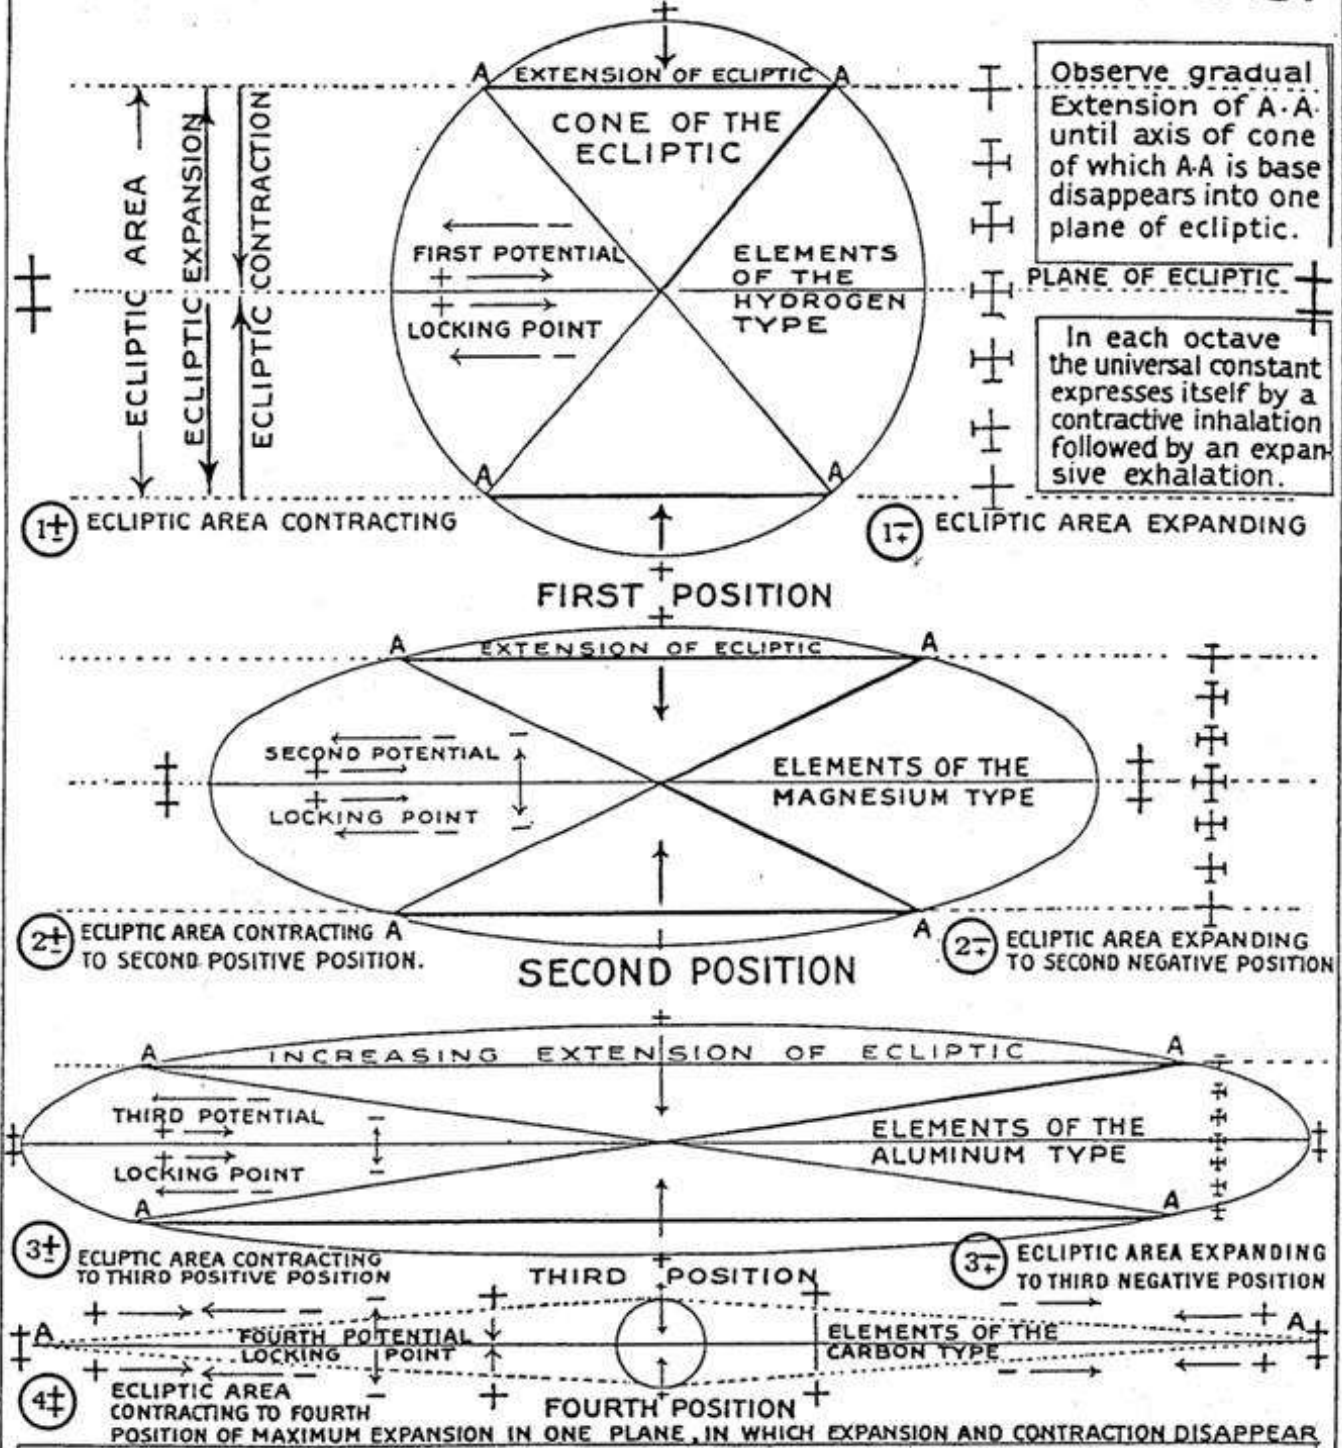 A EXTENSION OF ECLIPTIC A
CONE OF THE
ECLIPTIC
ECLIPTIC AREA
ECLIPTIC EXPANSION
ECLIPTIC CONTRACTION
← −
FIRST POTENTIAL
+ →
+ →
LOCKING POINT
← −
ELEMENTS
OF THE
HYDROGEN
TYPE
A A
Observe gradual
Extension of A·A·
until axis of cone
of which A·A is base
disappears into one
plane of ecliptic.
PLANE OF ECLIPTIC
In each octave
the universal constant
expresses itself by a
contractive inhalation
followed by an expan-
sive exhalation.
1± ECLIPTIC AREA CONTRACTING
1∓ ECLIPTIC AREA EXPANDING
FIRST POSITION
A EXTENSION OF ECLIPTIC A
← −
SECOND POTENTIAL
+ →
+ →
LOCKING POINT
← −
ELEMENTS OF THE
MAGNESIUM TYPE
A A
2± ECLIPTIC AREA CONTRACTING
TO SECOND POSITIVE POSITION.
2∓ ECLIPTIC AREA EXPANDING
TO SECOND NEGATIVE POSITION
SECOND POSITION
A INCREASING EXTENSION OF ECLIPTIC A
← −
THIRD POTENTIAL
+ →
+ →
LOCKING POINT
← −
ELEMENTS OF THE
ALUMINUM TYPE
A A
3± ECLIPTIC AREA CONTRACTING
TO THIRD POSITIVE POSITION
3∓ ECLIPTIC AREA EXPANDING
TO THIRD NEGATIVE POSITION
THIRD POSITION
+ → ← −
− → ← +
A FOURTH POTENTIAL
LOCKING POINT
ELEMENTS OF THE
CARBON TYPE
A
+ → ← −
− → ← +
4‡ ECLIPTIC AREA
CONTRACTING TO FOURTH
FOURTH POSITION
POSITION OF MAXIMUM EXPANSION IN ONE PLANE, IN WHICH EXPANSION AND CONTRACTION DISAPPEAR